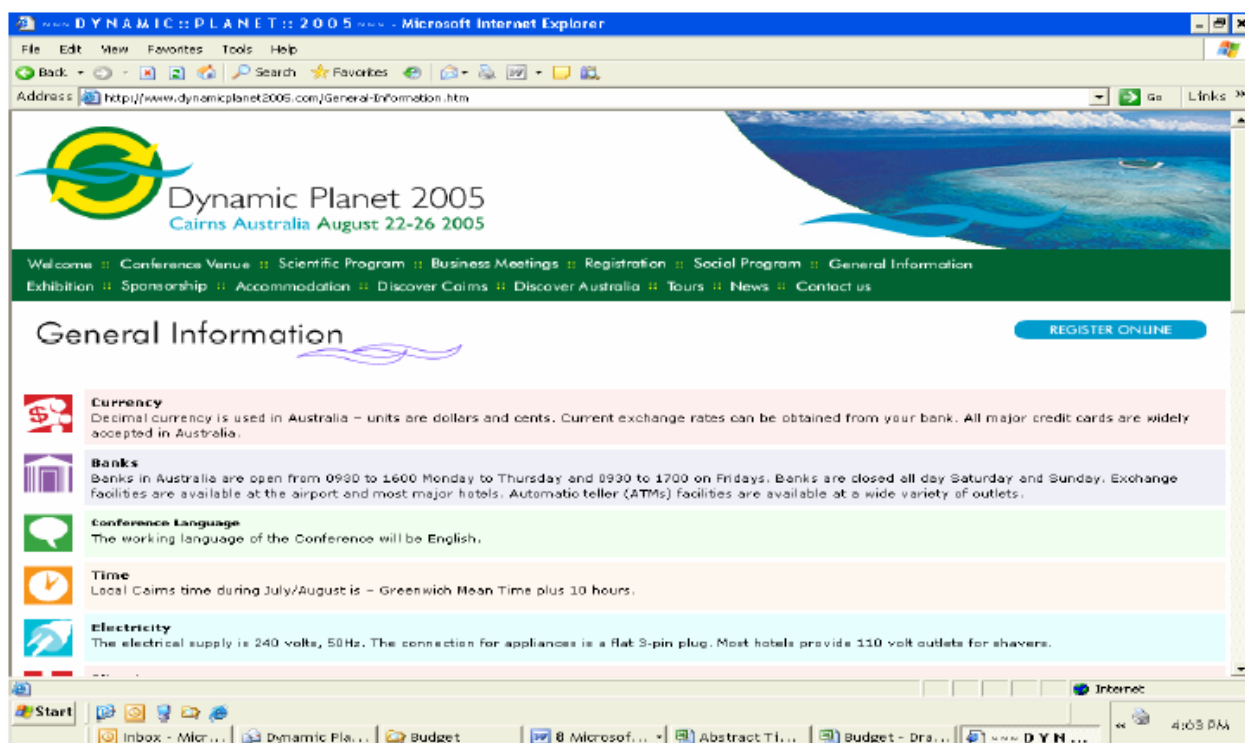 ~~~ D Y N A M I C :: P L A N E T :: 2 0 0 5 ~~~ - Microsoft Internet Explorer
File Edit View Favorites Tools Help
Back Search Favorites
Address http://www.dynamicplanet2005.com/General-Information.htm Go Links »
Dynamic Planet 2005
Cairns Australia August 22-26 2005
Welcome :: Conference Venue :: Scientific Program :: Business Meetings :: Registration :: Social Program :: General Information
Exhibition :: Sponsorship :: Accommodation :: Discover Cairns :: Discover Australia :: Tours :: News :: Contact us
General Information
REGISTER ONLINE
Currency
Decimal currency is used in Australia – units are dollars and cents. Current exchange rates can be obtained from your bank. All major credit cards are widely
accepted in Australia.
Banks
Banks in Australia are open from 0930 to 1600 Monday to Thursday and 0930 to 1700 on Fridays. Banks are closed all day Saturday and Sunday. Exchange
facilities are available at the airport and most major hotels. Automatic teller (ATMs) facilities are available at a wide variety of outlets.
Conference Language
The working language of the Conference will be English.
Time
Local Cairns time during July/August is – Greenwich Mean Time plus 10 hours.
Electricity
The electrical supply is 240 volts, 50Hz. The connection for appliances is a flat 3-pin plug. Most hotels provide 110 volt outlets for shavers.
Internet
Start
Inbox - Micr... Dynamic Pla... Budget 8 Microsof... Abstract Ti... Budget - Dra... ~~~ D Y N ... «